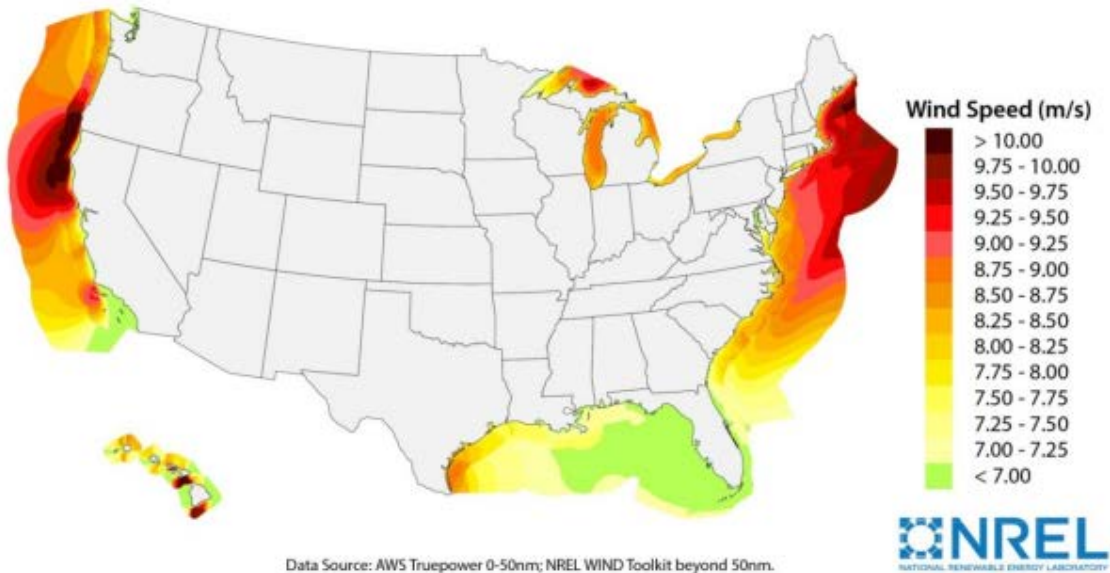 Wind Speed (m/s)
> 10.00
9.75 - 10.00
9.50 - 9.75
9.25 - 9.50
9.00 - 9.25
8.75 - 9.00
8.50 - 8.75
8.25 - 8.50
8.00 - 8.25
7.75 - 8.00
7.50 - 7.75
7.25 - 7.50
7.00 - 7.25
< 7.00
NREL
NATIONAL RENEWABLE ENERGY LABORATORY
Data Source: AWS Truepower 0-50nm; NREL WIND Toolkit beyond 50nm.